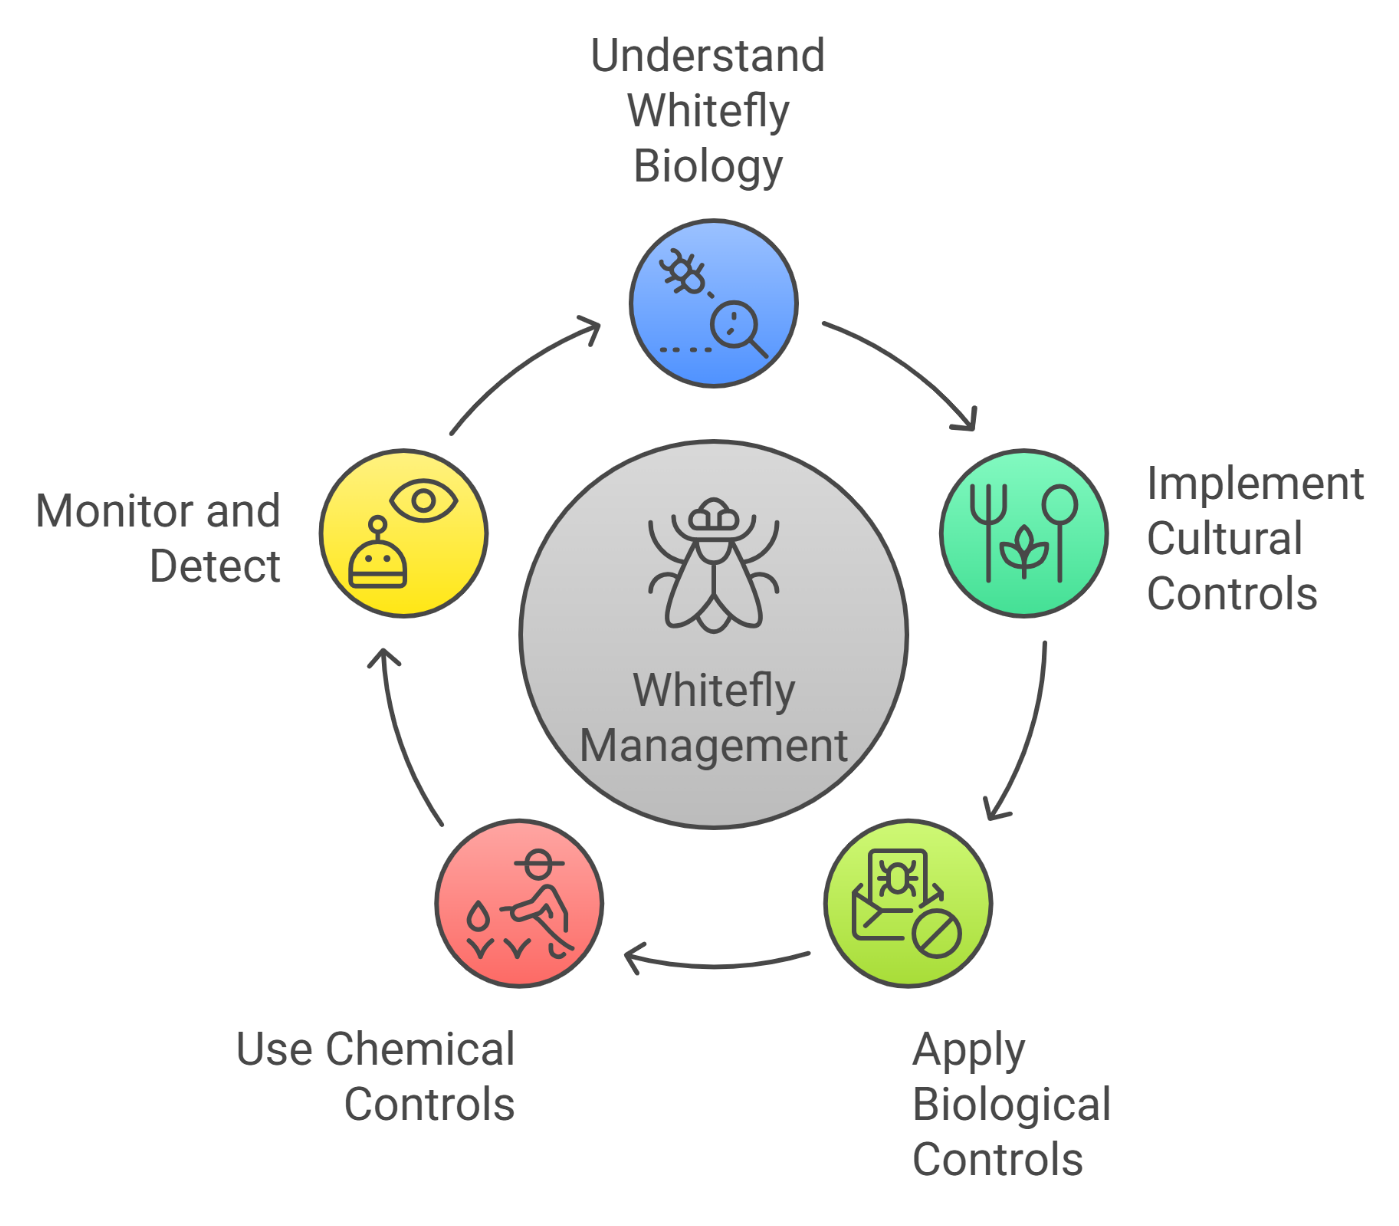 Understand
Whitefly
Biology
Implement
Cultural
Controls
Monitor and
Detect
Whitefly
Management
Use Chemical
Controls
Apply
Biological
Controls